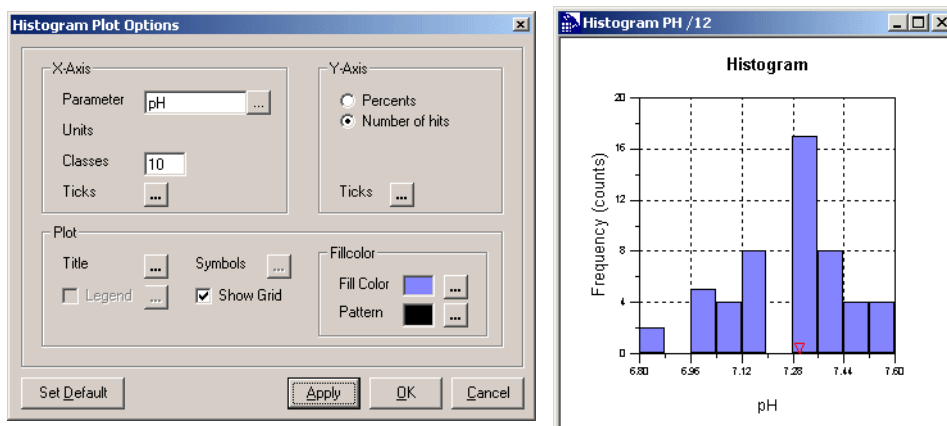 Histogram Plot Options
X-Axis
Parameter pH ...
Units
Classes 10
Ticks ...
Y-Axis
Percents
Number of hits
Ticks ...
Plot
Title ... Symbols ...
Legend ... Show Grid
Fillcolor
Fill Color ...
Pattern ...
Set Default Apply OK Cancel
Histogram PH /12
Histogram
Frequency (counts)
20
16
12
8
4
0
6.80 6.96 7.12 7.28 7.44 7.60
pH